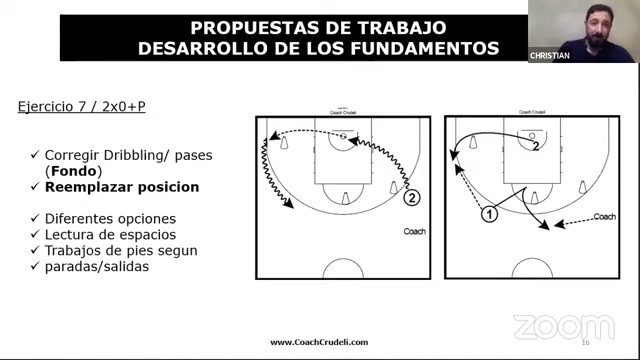 PROPUESTAS DE TRABAJO
DESARROLLO DE LOS FUNDAMENTOS
CHRISTIAN
Ejercicio 7 / 2x0+P
✓ Corregir Dribbling/ pases
(Fondo)
✓ Reemplazar posicion
✓ Diferentes opciones
✓ Lectura de espacios
✓ Trabajos de pies segun
✓ paradas/salidas
Coach Crudeli
2
Coach
Coach Crudeli
2
1
Coach
www.CoachCrudeli.com
16
zoom